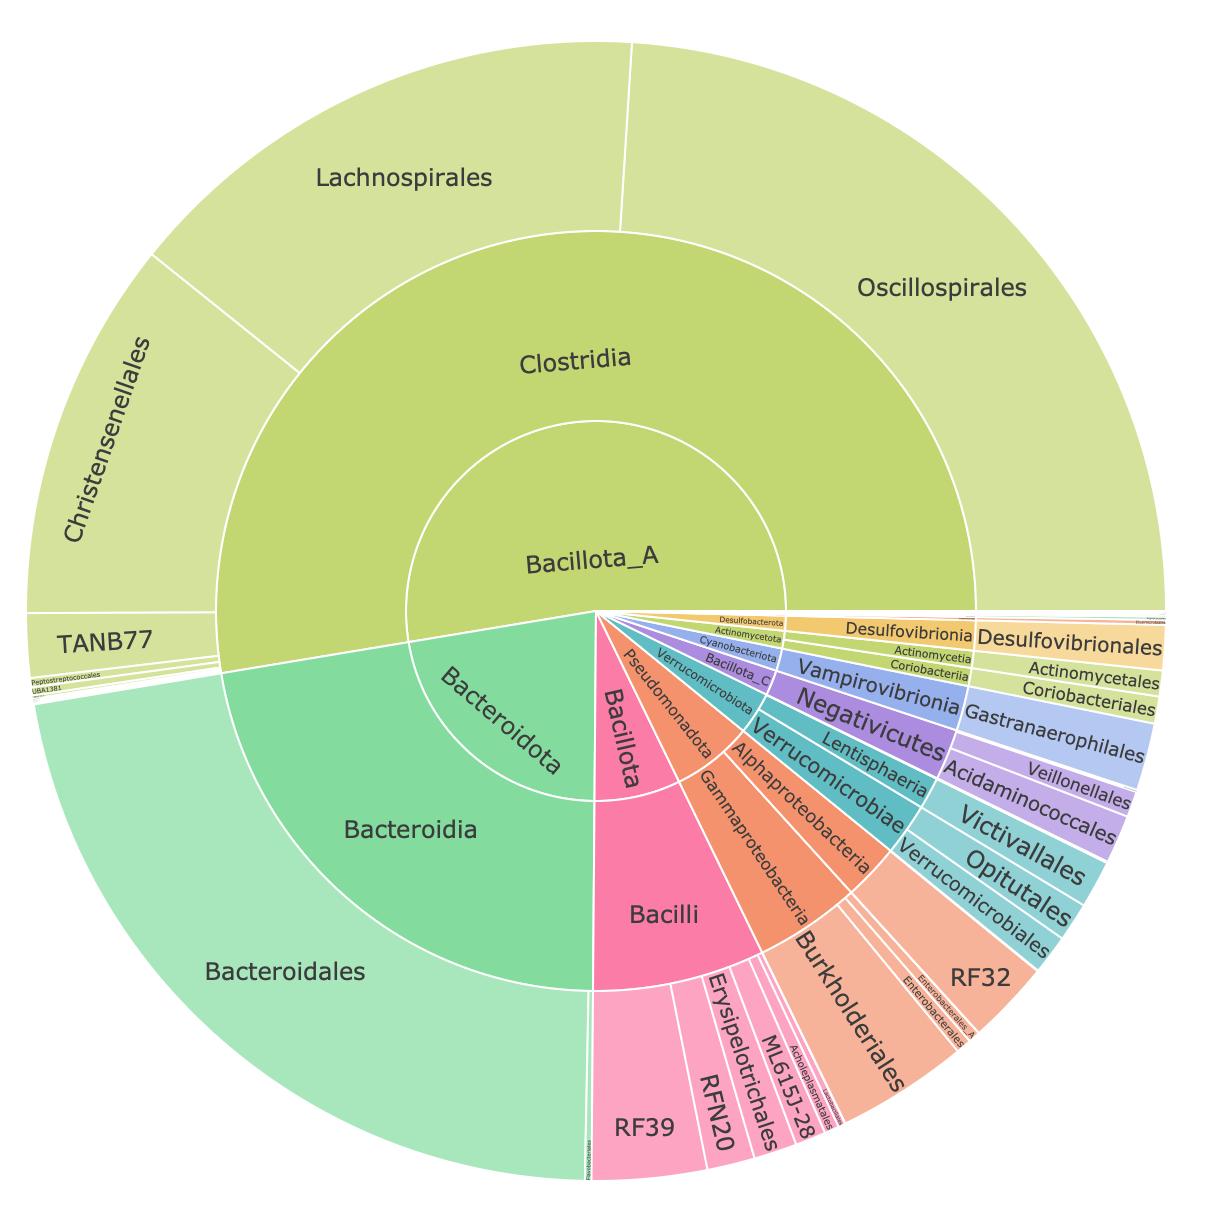 Lachnospirales
Oscillospirales
Christensenellales
Clostridia
Bacillota_A
TANB77
Peptostreptococcales
UBA1381
Desulfobacterota
Desulfovibrionia
Desulfovibrionales
Actinomycetota
Actinomycetia
Actinomycetales
Coriobacteriia
Coriobacteriales
Cyanobacteriota
Vampirovibrionia
Gastranaerophilales
Bacillota_C
Negativicutes
Veillonellales
Acidaminococcales
Verrucomicrobiota
Lentisphaeria
Victivallales
Verrucomicrobiae
Opitutales
Verrucomicrobiales
Pseudomonadota
Alphaproteobacteria
RF32
Gammaproteobacteria
Enterobacterales_A
Enterobacterales
Burkholderiales
Bacillota
Bacilli
Acholeplasmatales
ML615J-28
Erysipelotrichales
RFN20
RF39
Bacteroidota
Bacteroidia
Bacteroidales
Flavobacteriales